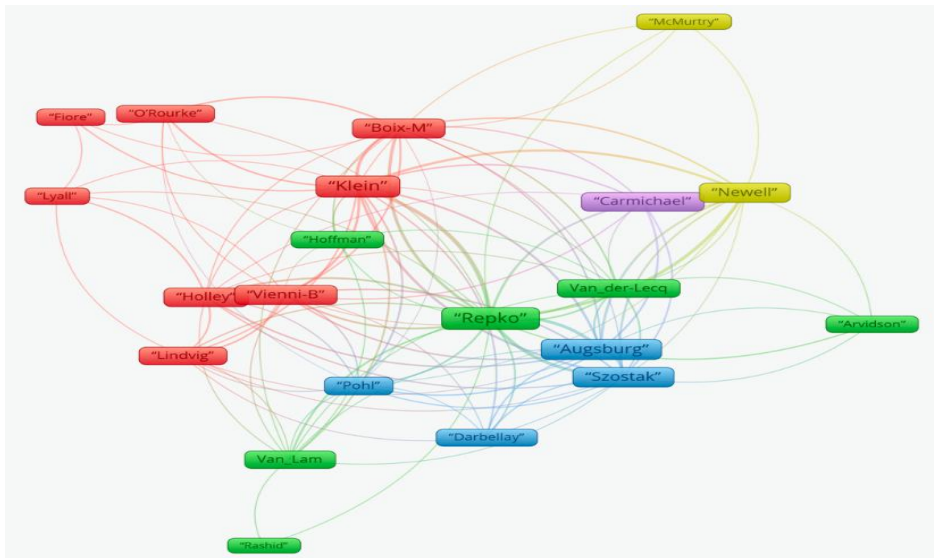 “McMurtry”
“Fiore”
“O’Rourke”
“Boix-M”
“Klein”
“Lyall”
“Carmichael”
“Newell”
“Hoffman”
“Holley”
“Vienni-B”
Van_der-Lecq
“Repko”
“Arvidson”
“Lindvig”
“Augsburg”
“Szostak”
“Pohl”
“Darbellay”
Van_Lam
“Rashid”